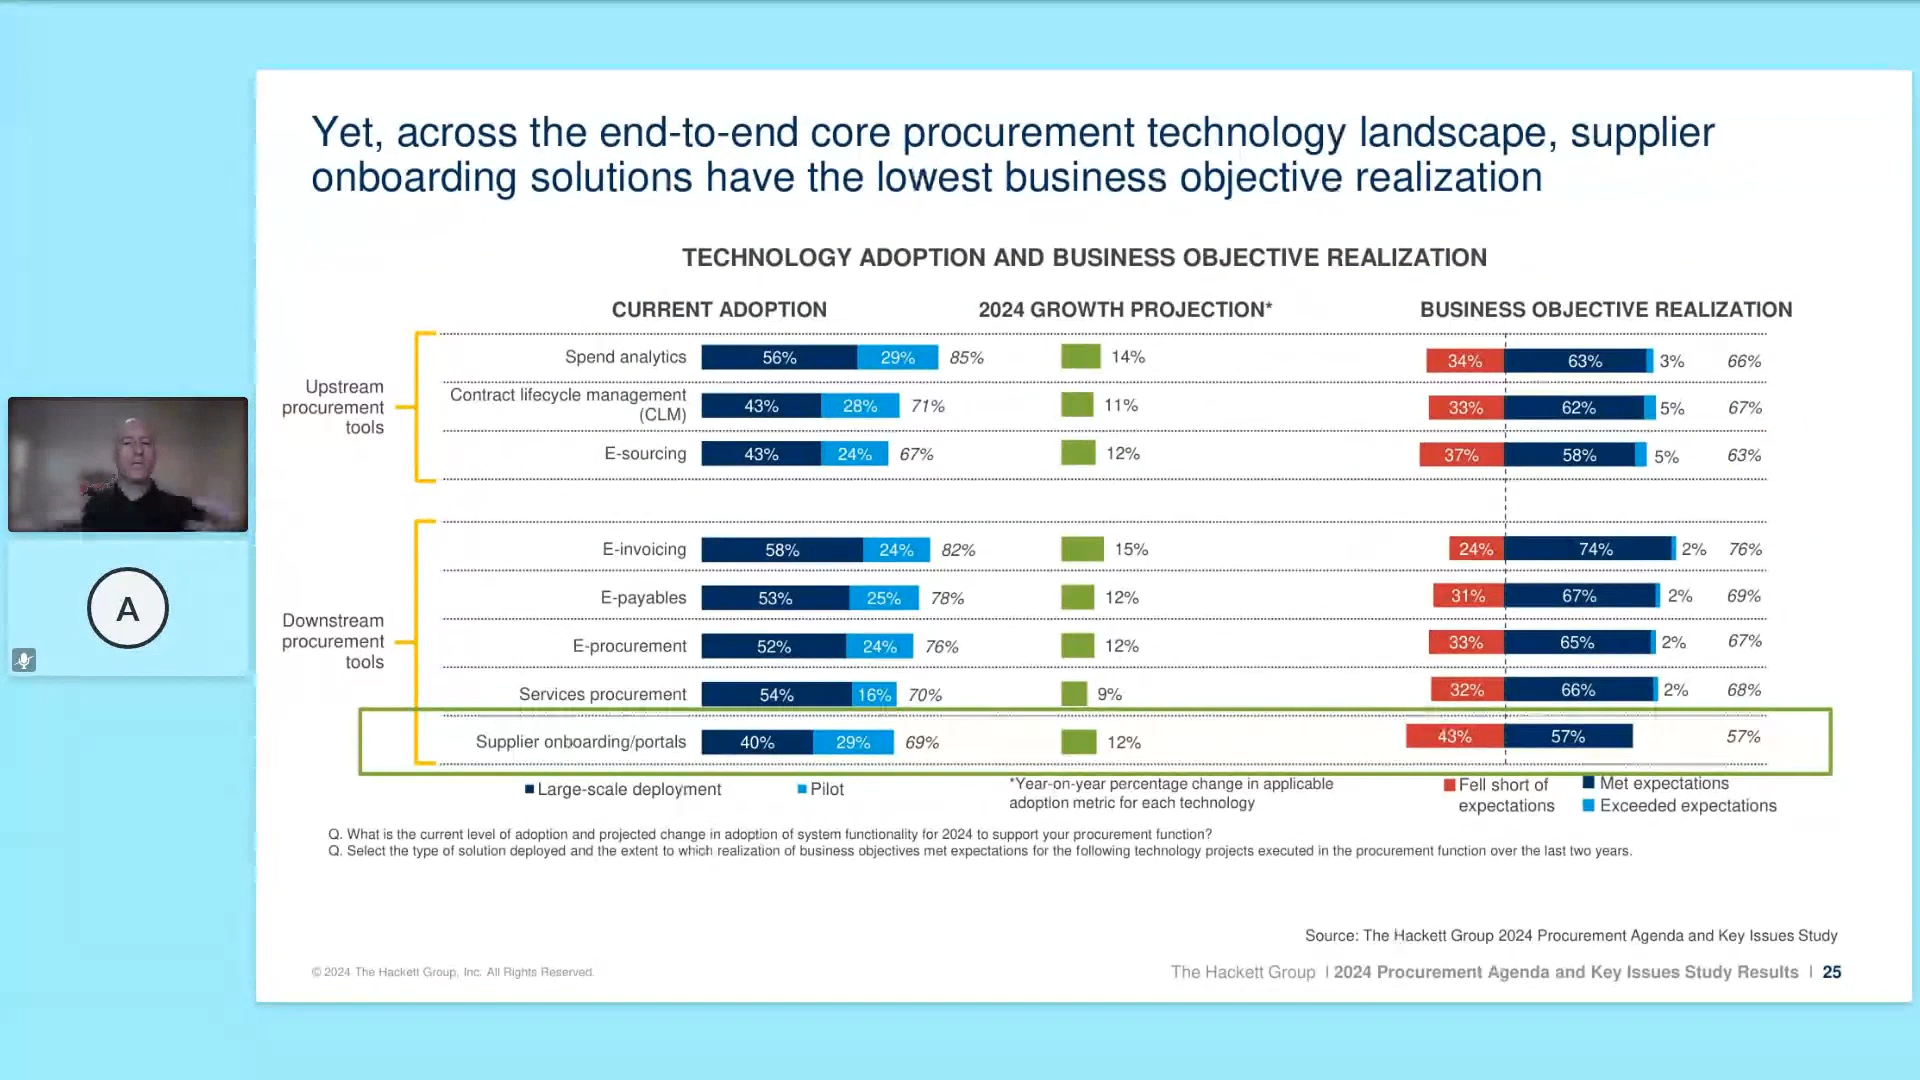 Yet, across the end-to-end core procurement technology landscape, supplier
onboarding solutions have the lowest business objective realization
TECHNOLOGY ADOPTION AND BUSINESS OBJECTIVE REALIZATION
CURRENT ADOPTION 2024 GROWTH PROJECTION* BUSINESS OBJECTIVE REALIZATION
Upstream
procurement
tools
Spend analytics 56% 29% 85% 14% 34% 63% 3% 66%
Contract lifecycle management
(CLM) 43% 28% 71% 11% 33% 62% 5% 67%
E-sourcing 43% 24% 67% 12% 37% 58% 5% 63%
Downstream
procurement
tools
E-invoicing 58% 24% 82% 15% 24% 74% 2% 76%
E-payables 53% 25% 78% 12% 31% 67% 2% 69%
E-procurement 52% 24% 76% 12% 33% 65% 2% 67%
Services procurement 54% 16% 70% 9% 32% 66% 2% 68%
Supplier onboarding/portals 40% 29% 69% 12% 43% 57% 57%
Large-scale deployment Pilot
*Year-on-year percentage change in applicable
adoption metric for each technology
Fell short of
expectations
Met expectations
Exceeded expectations
Q. What is the current level of adoption and projected change in adoption of system functionality for 2024 to support your procurement function?
Q. Select the type of solution deployed and the extent to which realization of business objectives met expectations for the following technology projects executed in the procurement function over the last two years.
A
Source: The Hackett Group 2024 Procurement Agenda and Key Issues Study
© 2024 The Hackett Group, Inc. All Rights Reserved.
The Hackett Group | 2024 Procurement Agenda and Key Issues Study Results | 25